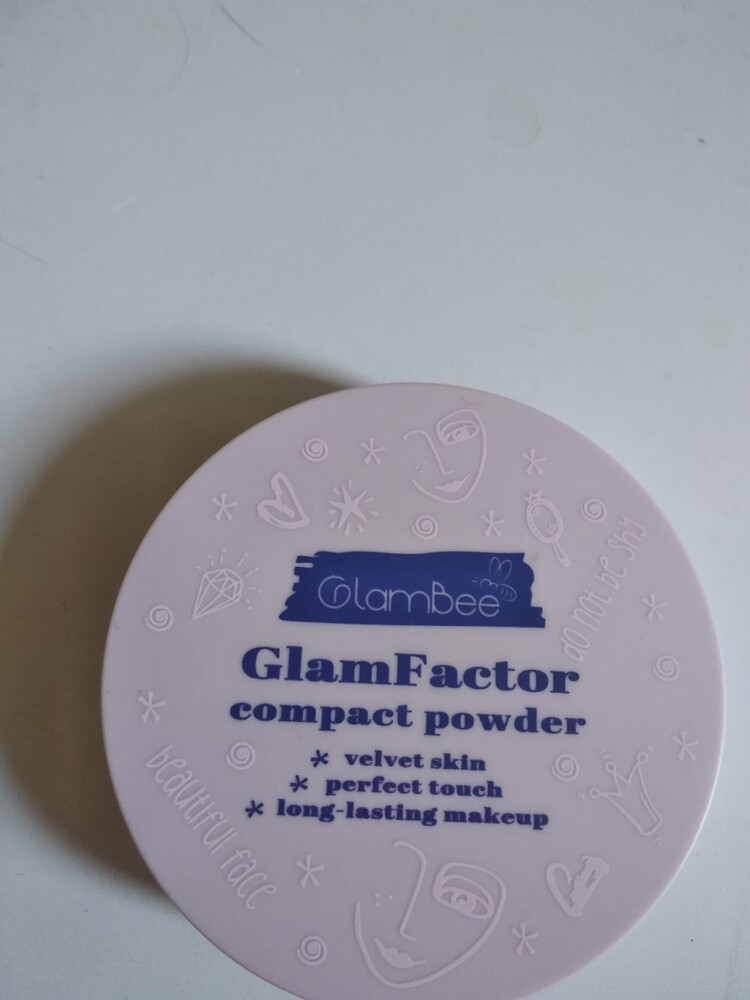 GlamBee
GlamFactor
compact powder
* velvet skin
* perfect touch
* long-lasting makeup
do not be shy
beautiful face